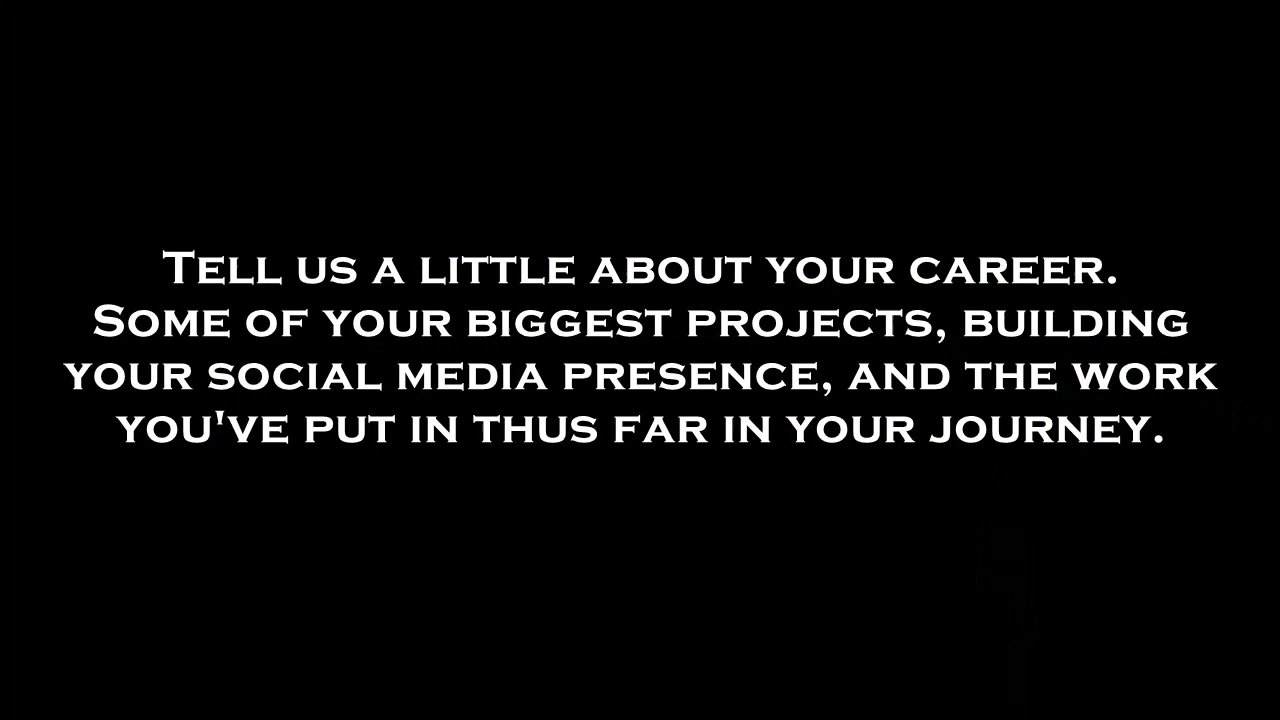 Tell us a little about your career.
Some of your biggest projects, building
your social media presence, and the work
you've put in thus far in your journey.